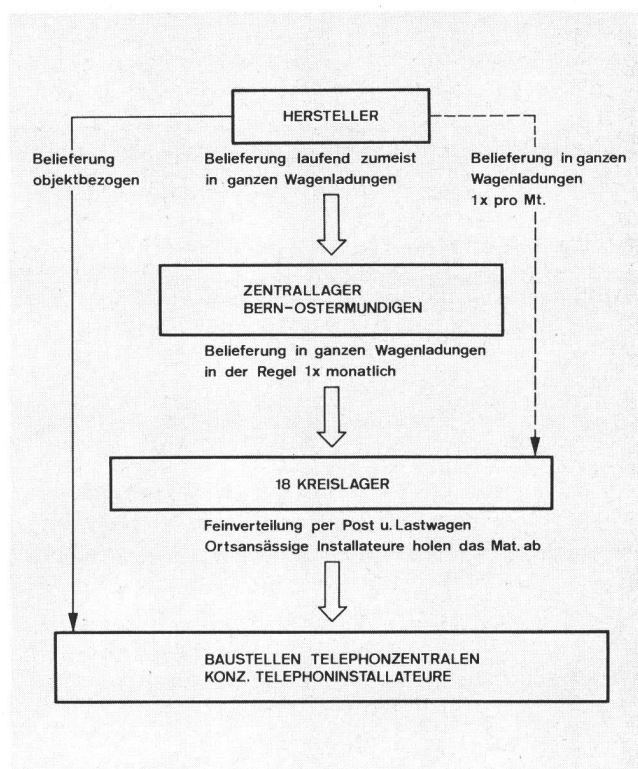 HERSTELLER
Belieferung
objektbezogen
Belieferung laufend zumeist
in ganzen Wagenladungen
Belieferung in ganzen
Wagenladungen
1x pro Mt.
ZENTRALLAGER
BERN-OSTERMUNDIGEN
Belieferung in ganzen Wagenladungen
in der Regel 1x monatlich
18 KREISLAGER
Feinverteilung per Post u. Lastwagen
Ortsansässige Installateure holen das Mat. ab
BAUSTELLEN TELEPHONZENTRALEN
KONZ. TELEPHONINSTALLATEURE